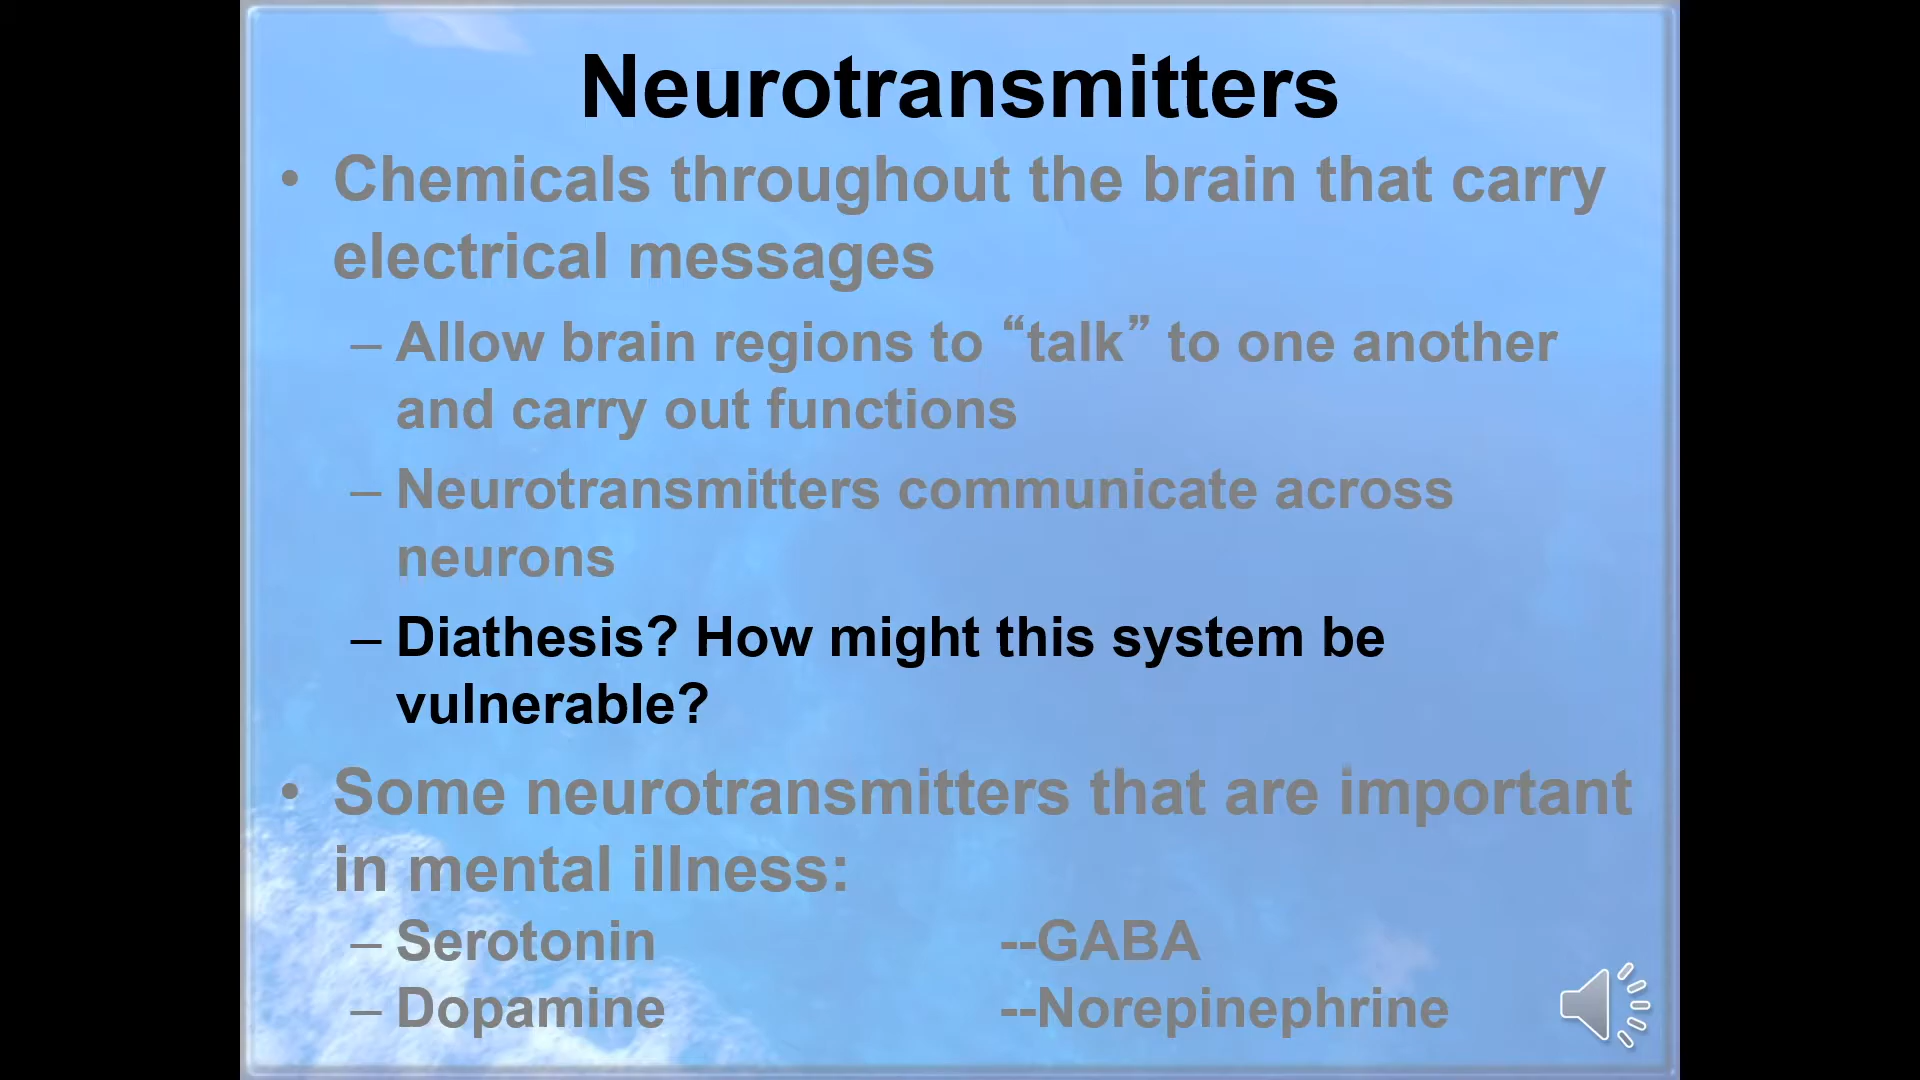 Neurotransmitters
• Chemicals throughout the brain that carry
electrical messages
– Allow brain regions to “talk” to one another
and carry out functions
– Neurotransmitters communicate across
neurons
– Diathesis? How might this system be
vulnerable?
• Some neurotransmitters that are important
in mental illness:
– Serotonin --GABA
– Dopamine --Norepinephrine